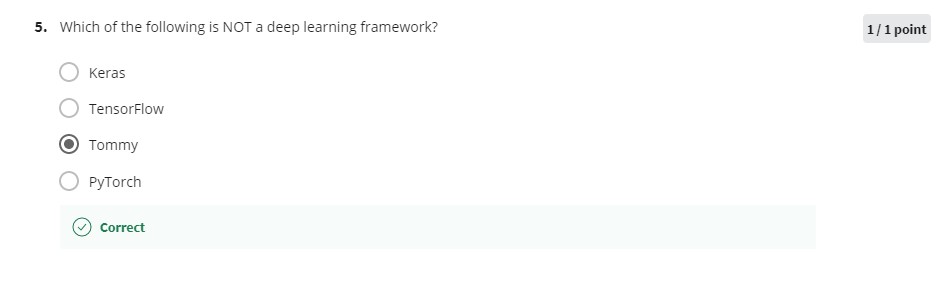 5. Which of the following is NOT a deep learning framework?
1 / 1 point
Keras
TensorFlow
Tommy
PyTorch
Correct